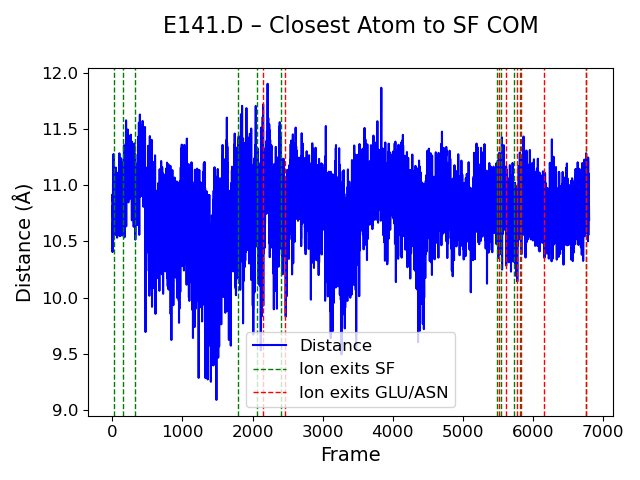 E141.D – Closest Atom to SF COM
12.0
11.5
11.0
10.5
10.0
9.5
9.0
Distance (Å)
Distance
Ion exits SF
Ion exits GLU/ASN
0 1000 2000 3000 4000 5000 6000 7000
Frame